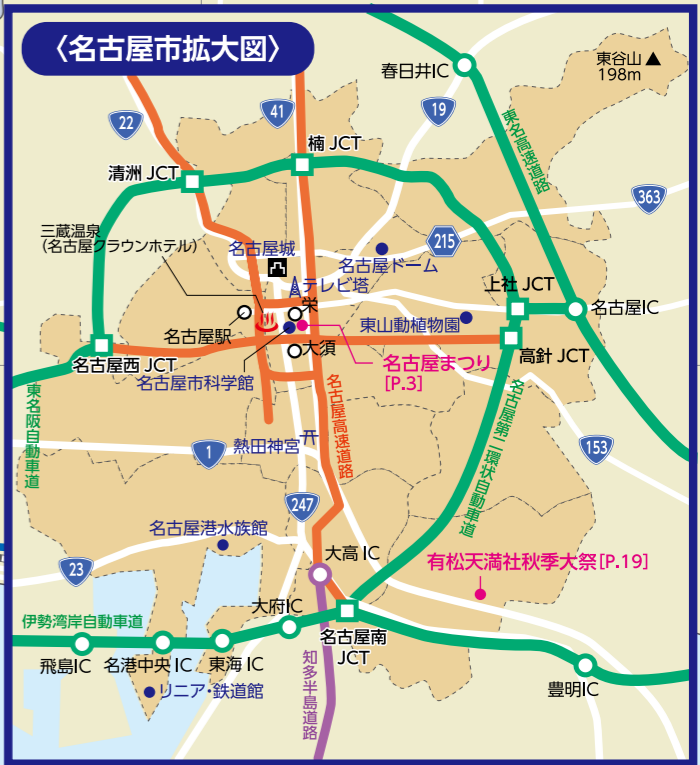 〈名古屋市拡大図〉
東谷山▲
198m
春日井IC
19
41
22
東名高速道路
楠 JCT
清洲 JCT
363
三蔵温泉
(名古屋クラウンホテル)
名古屋城
215
名古屋ドーム
テレビ塔
栄
上社 JCT
名古屋IC
名古屋駅
東山動植物園
大須
高針 JCT
名古屋西 JCT
名古屋まつり
[P.3]
名古屋市科学館
東名阪自動車道
名古屋高速道路
名古屋第二環状自動車道
1
熱田神宮
153
247
名古屋港水族館
大高 IC
23
有松天満社秋季大祭[P.19]
大府IC
伊勢湾岸自動車道
名古屋南
JCT
飛島IC
名港中央 IC
東海 IC
知多半島道路
リニア・鉄道館
豊明IC